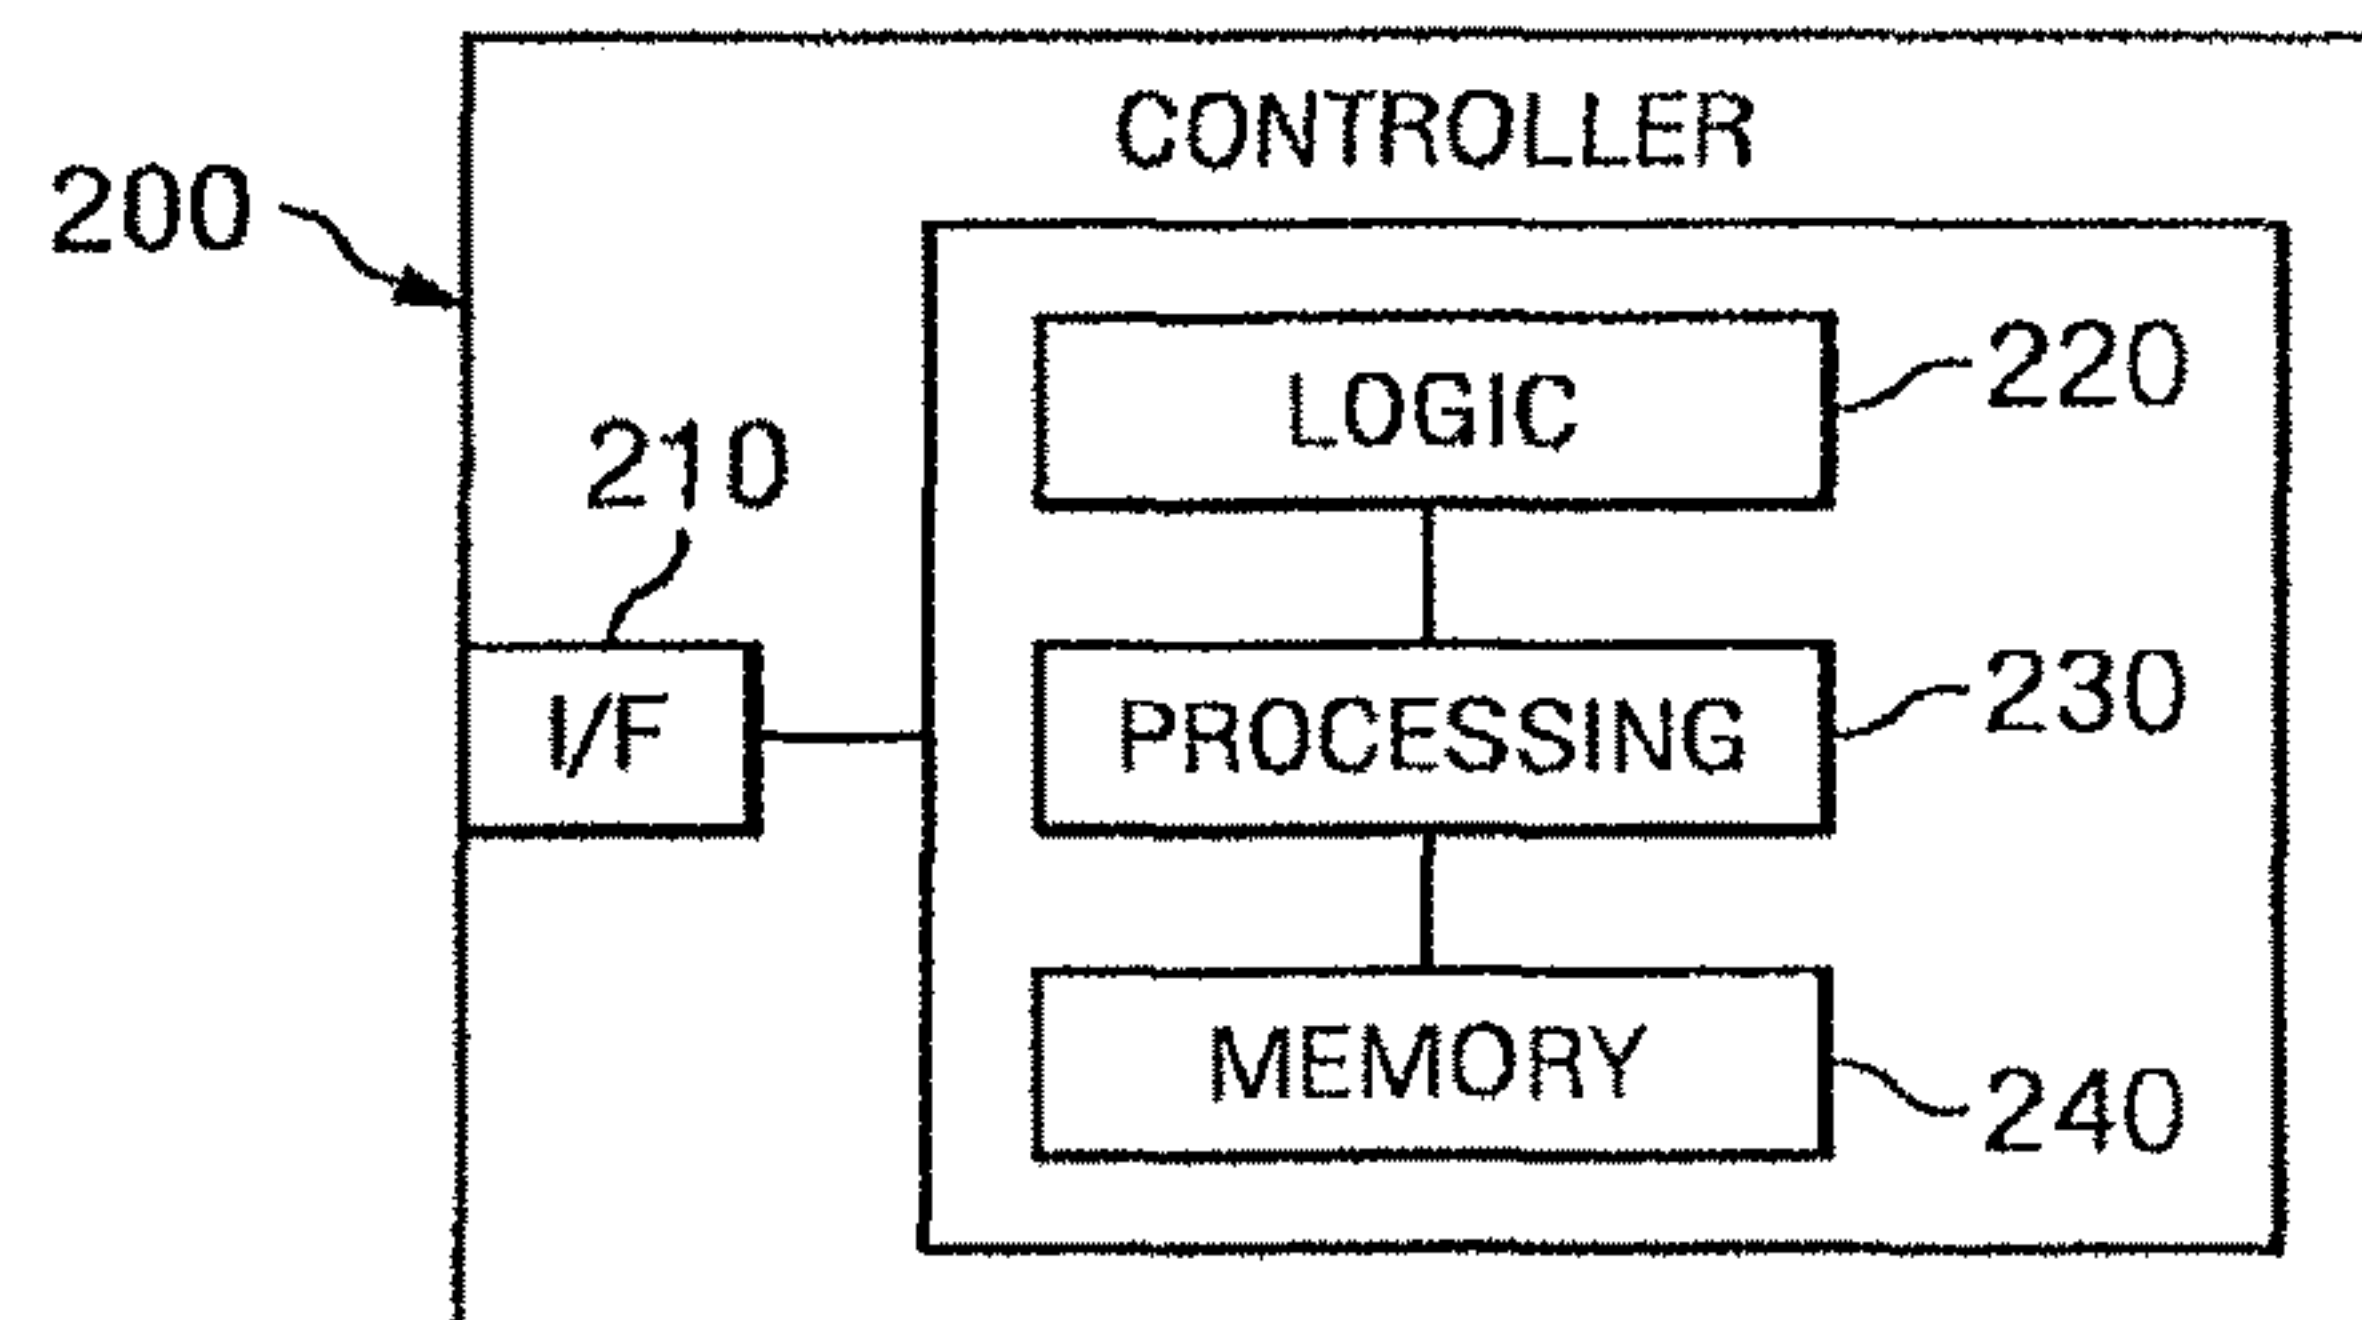 CONTROLLER
200
LOGIC
220
210
I/F
PROCESSING
230
MEMORY
240